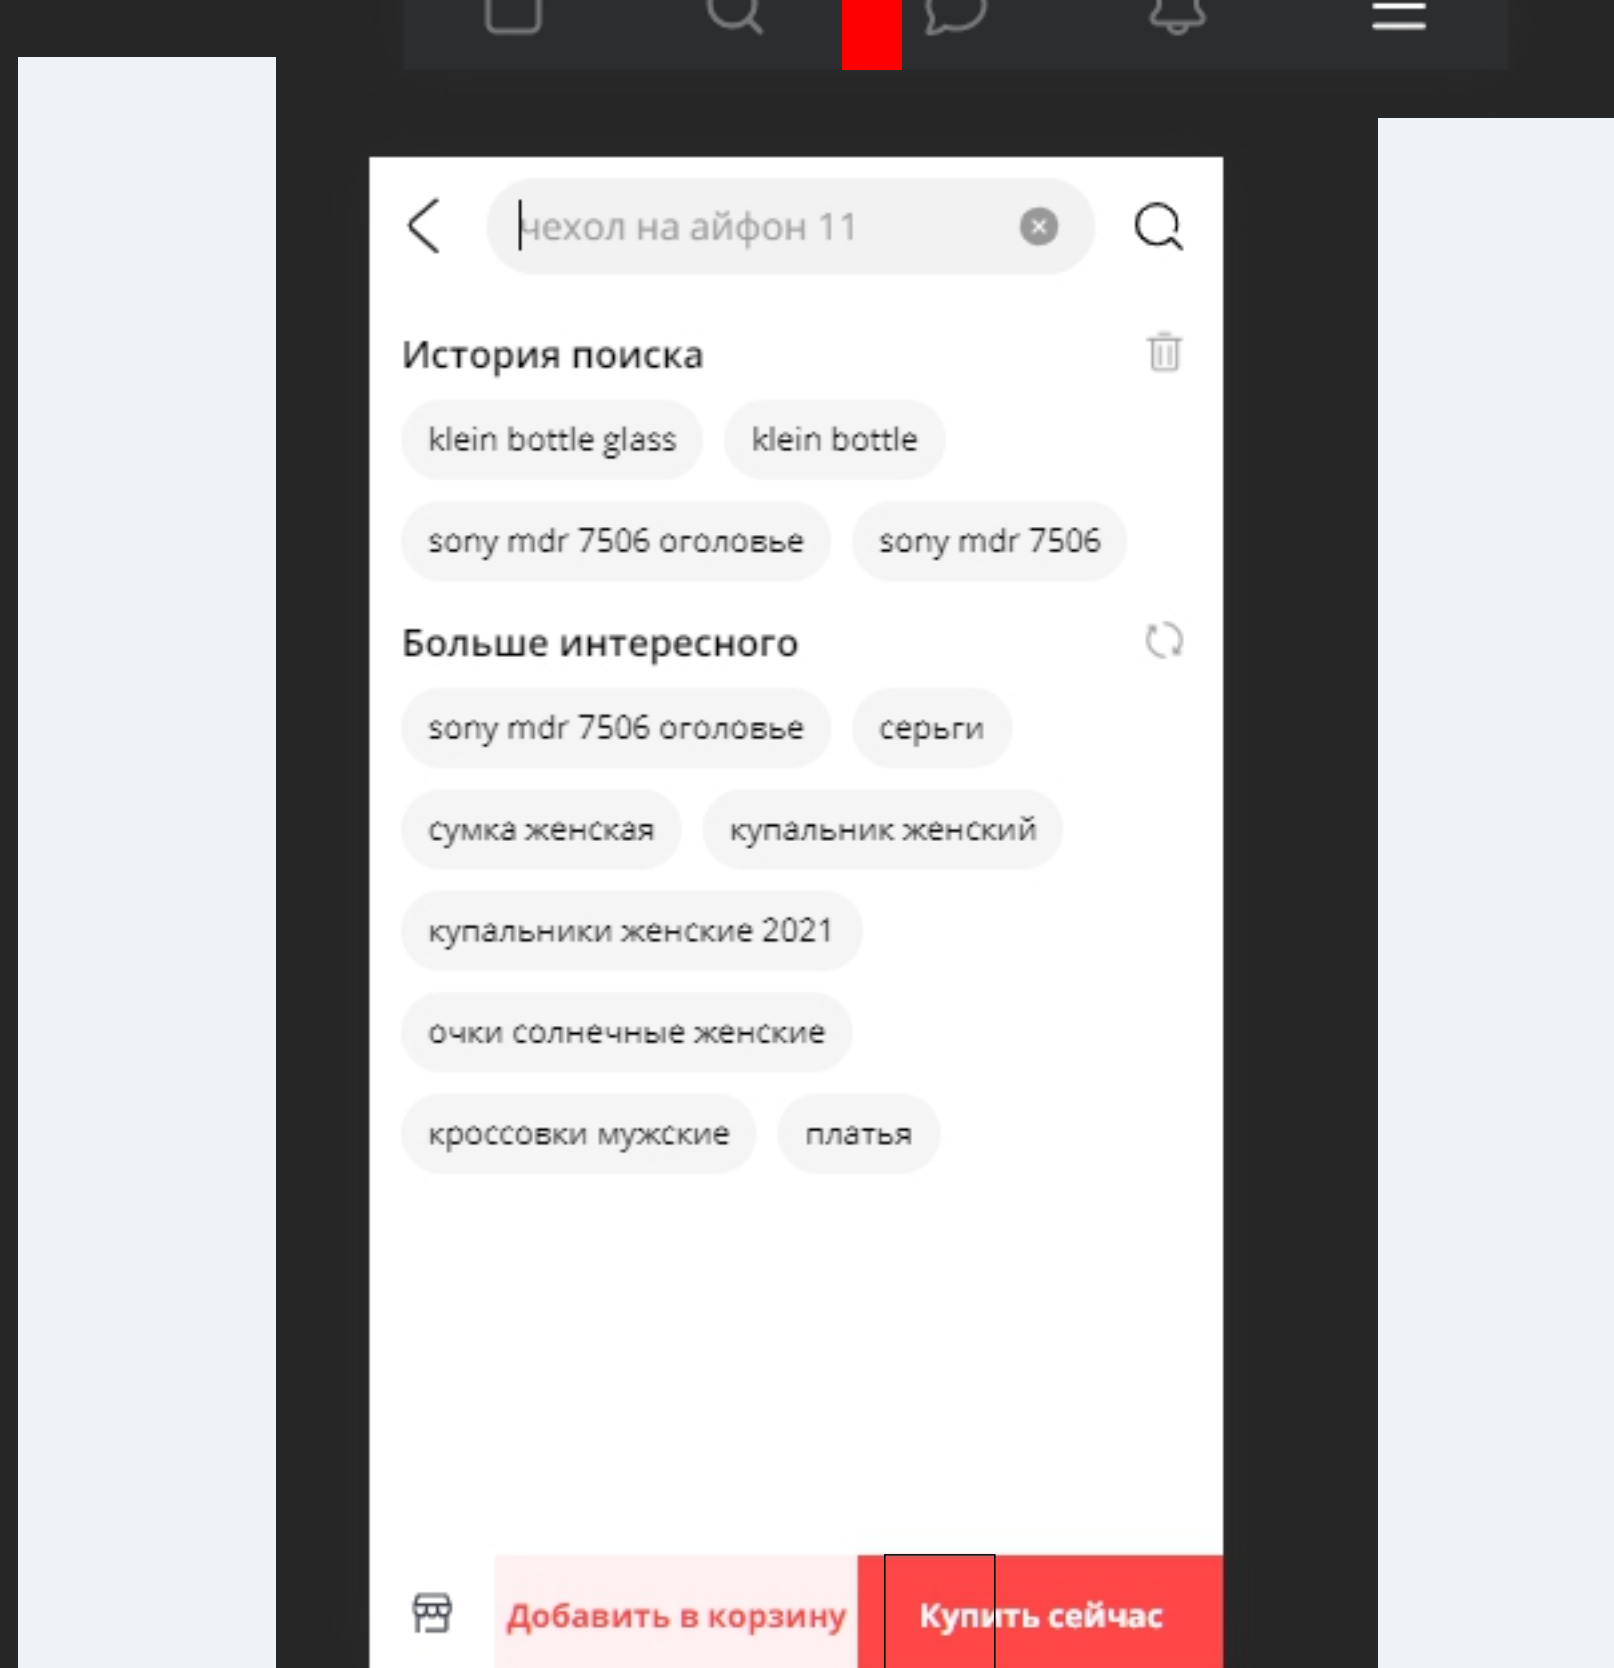 чехол на айфон 11
История поиска
klein bottle glass klein bottle
sony mdr 7506 оголовье sony mdr 7506
Больше интересного
sony mdr 7506 оголовье серьги
сумка женская купальник женский
купальники женские 2021
очки солнечные женские
кроссовки мужские платья
Добавить в корзину Купить сейчас